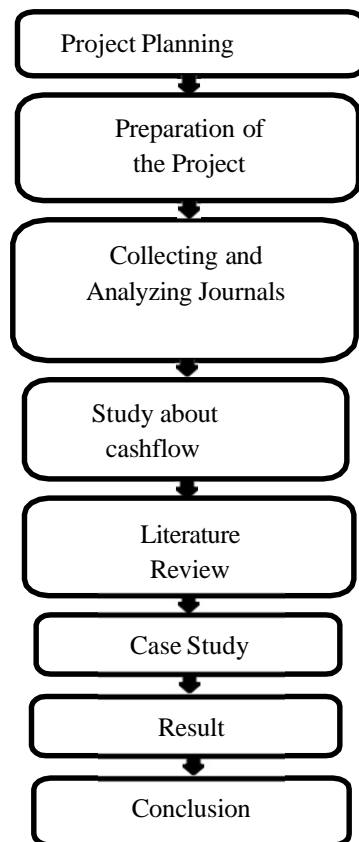 Project Planning
Preparation of
the Project
Collecting and
Analyzing Journals
Study about
cashflow
Literature
Review
Case Study
Result
Conclusion